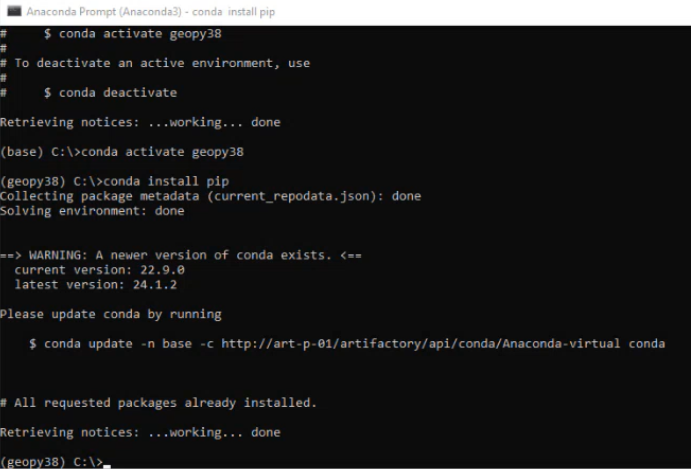 Anaconda Prompt (Anaconda3) - conda install pip
#     $ conda activate geopy38
#
# To deactivate an active environment, use
#
#     $ conda deactivate
Retrieving notices: ...working... done
(base) C:\>conda activate geopy38
(geopy38) C:\>conda install pip
Collecting package metadata (current_repodata.json): done
Solving environment: done
==> WARNING: A newer version of conda exists. <==
  current version: 22.9.0
  latest version: 24.1.2
Please update conda by running
    $ conda update -n base -c http://art-p-01/artifactory/api/conda/Anaconda-virtual conda
# All requested packages already installed.
Retrieving notices: ...working... done
(geopy38) C:\>